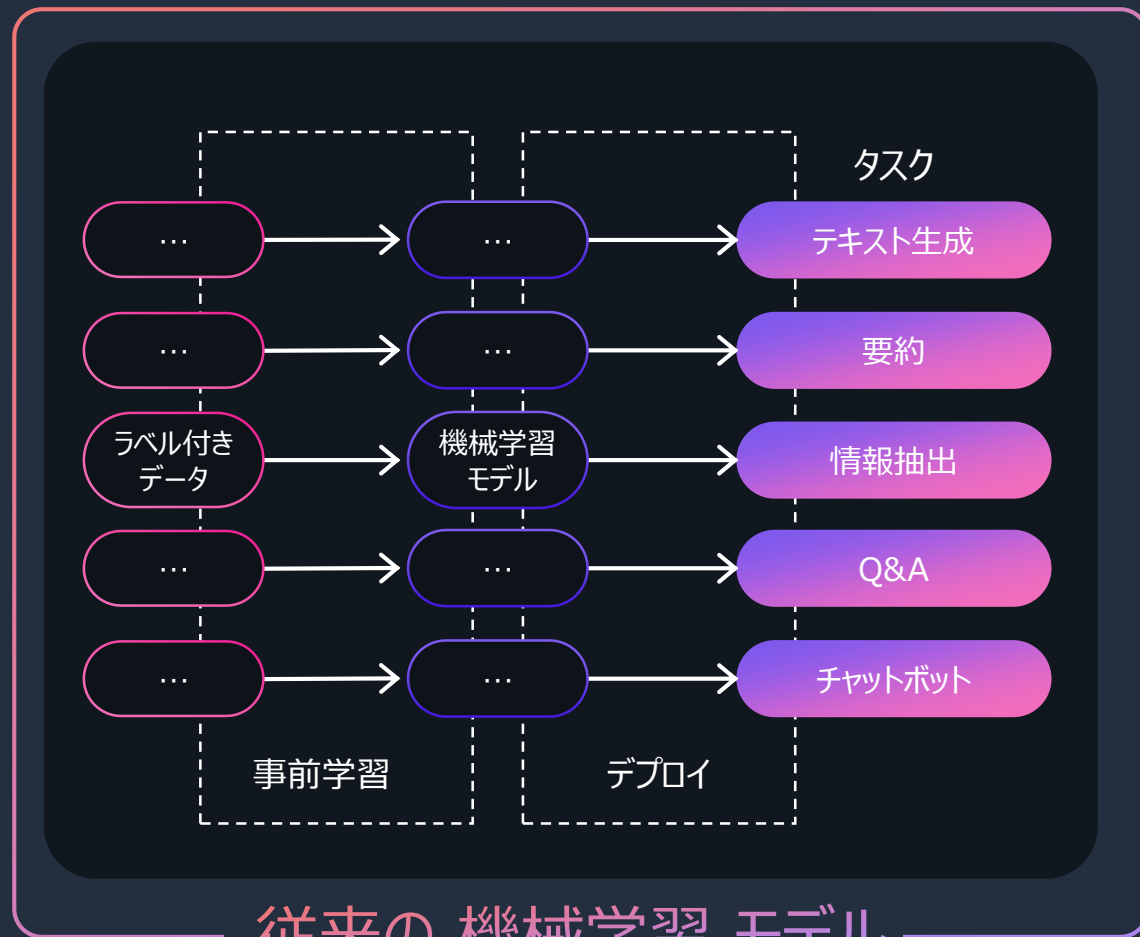 タスク
…
…
テキスト生成
…
…
要約
ラベル付き
データ
機械学習
モデル
情報抽出
…
…
Q&A
…
…
チャットボット
事前学習
デプロイ
従来の 機械学習 モデル